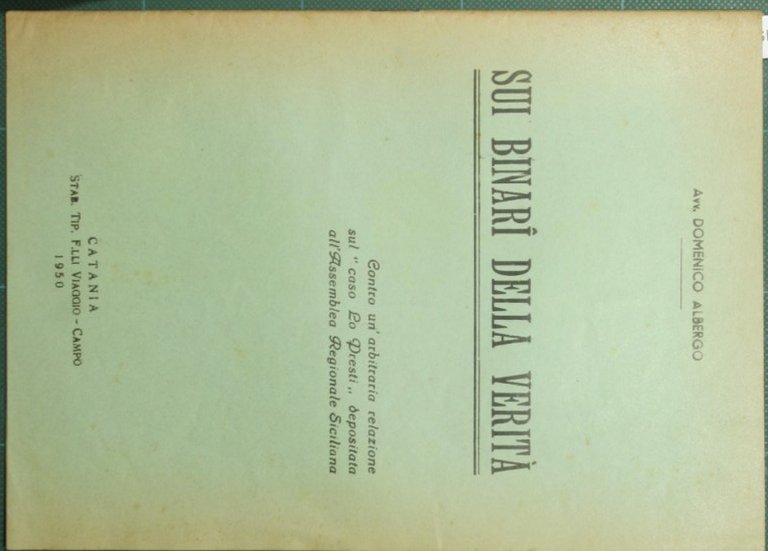 Avv. DOMENICO ALBERGO
SUI BINARÎ DELLA VERITÀ
Contro un' arbitraria relazione
sul " caso Lo Presti „ depositata
all'Assemblea Regionale Siciliana
CATANIA
STAB. TIP. F.LLI VIAGGIO - CAMPO
1950